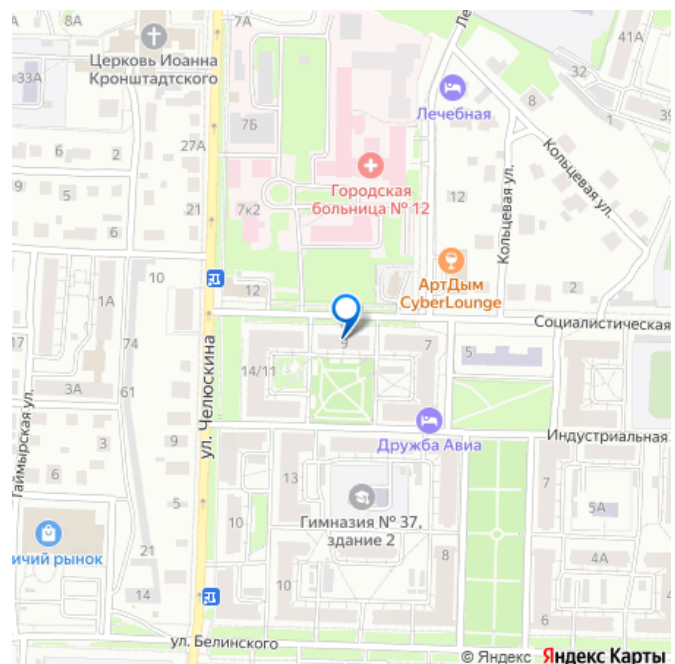 8А
7А
Ле
41А
Церковь Иоанна
Кронштадтского
32
33А
8
39
7Б
Лечебная
27А
6
2
Кольцевая ул.
Городская
больница № 12
9
5
21
7к2
12
Кольцевая ул.
АртДым
CyberLounge
10
12
2
1А
Социалистическая
17
74
9
7
5
14/11
3А
61
ул. Челюскина
Таймырская ул.
9
3
Дружба Авиа
Индустриальная
6
13
7
5
10
Гимназия № 37,
здание 2
5А
ичий рынок
21
8
4А
14
10
6
ул. Белинского
© Яндекс Яндекс Карты